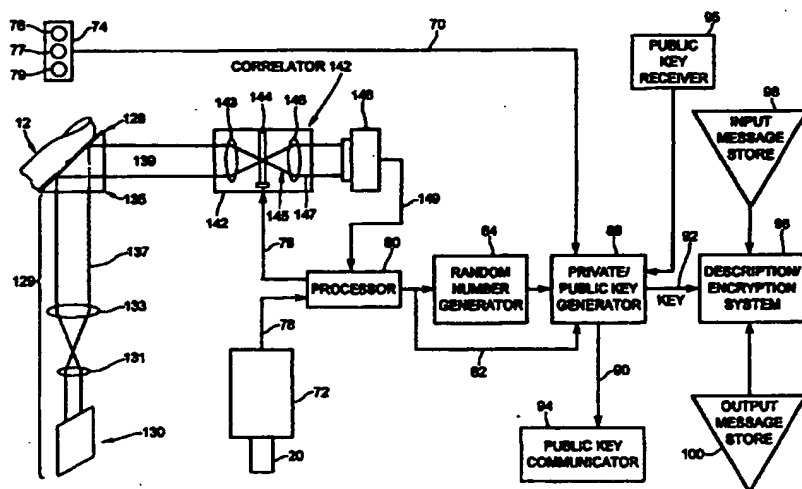 76
77
79
74
70
95
PUBLIC
KEY
RECEIVER
CORRELATOR 142
12
128
139
143
144
146
148
98
INPUT
MESSAGE
STORE
135
142
145
147
149
129
137
76
80
64
88
92
96
PROCESSOR
RANDOM
NUMBER
GENERATOR
PRIVATE/
PUBLIC KEY
GENERATOR
KEY
DESCRIPTION/
ENCRYPTION
SYSTEM
133
78
131
82
90
72
94
130
20
PUBLIC KEY
COMMUNICATOR
OUTPUT
MESSAGE
STORE
100